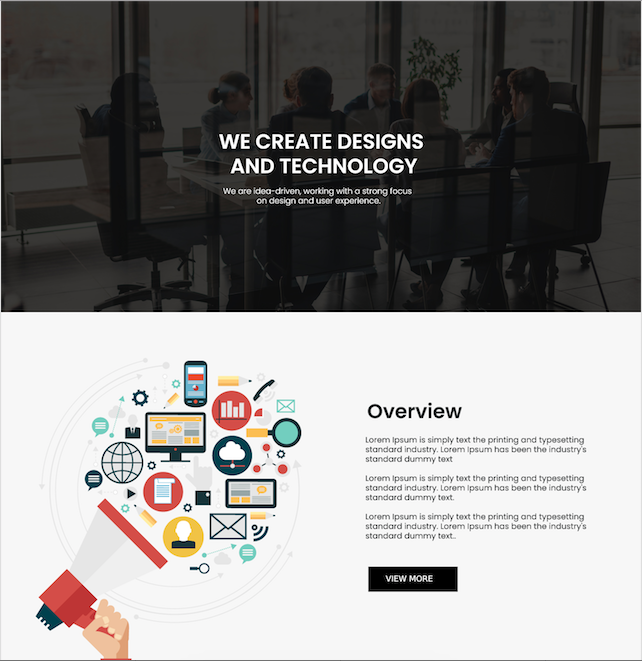 WE CREATE DESIGNS
AND TECHNOLOGY
We are idea-driven, working with a strong focus
on design and user experience.
Overview
Lorem Ipsum is simply text the printing and typesetting
standard industry. Lorem Ipsum has been the industry's
standard dummy text
Lorem Ipsum is simply text the printing and typesetting
standard industry. Lorem Ipsum has been the industry's
standard dummy text.
Lorem Ipsum is simply text the printing and typesetting
standard industry. Lorem Ipsum has been the industry's
standard dummy text..
VIEW MORE